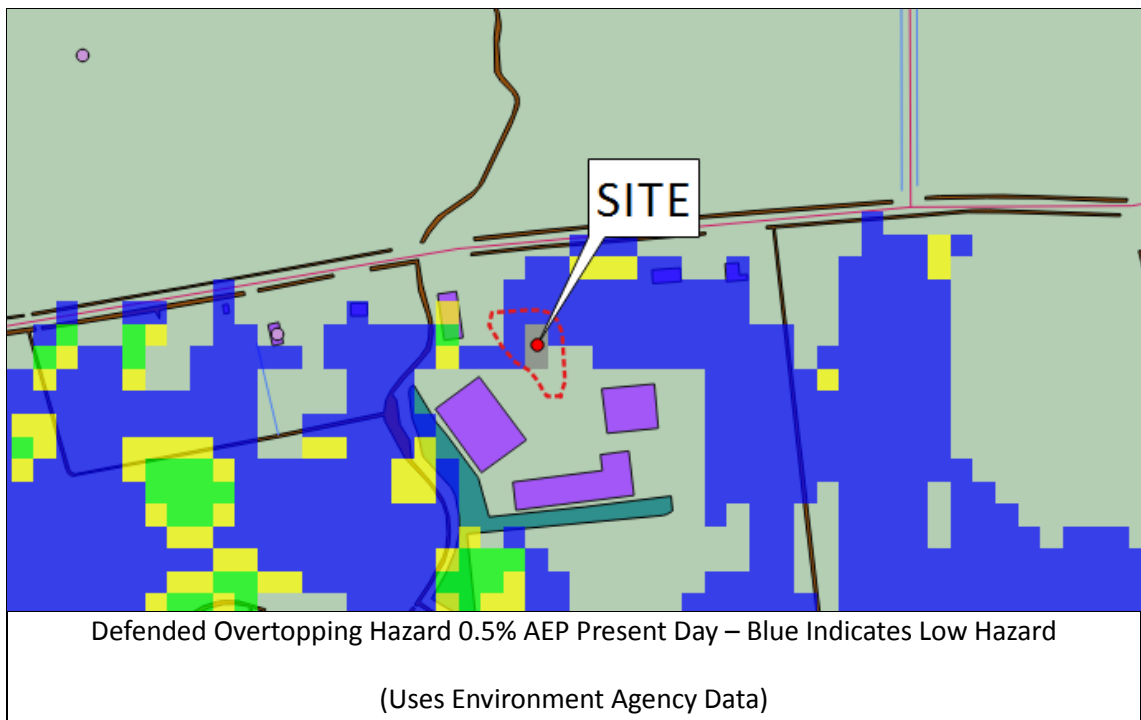 SITE
Defended Overtopping Hazard 0.5% AEP Present Day – Blue Indicates Low Hazard
(Uses Environment Agency Data)